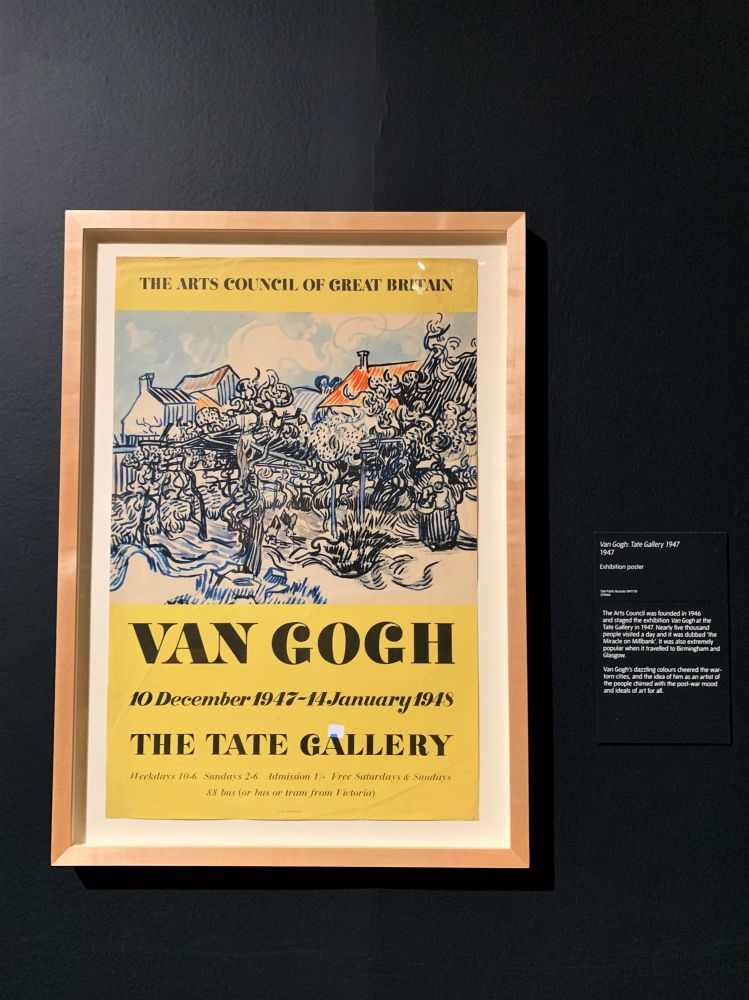 THE ARTS COUNCIL OF GREAT BRITAIN
VAN GOGH
10 December 1947-14 January 1948
THE TATE GALLERY
Weekdays 10-6 Sundays 2-6 Admission 1/- Free Saturdays & Sundays
88 bus (or bus or tram from Victoria)
Van Gogh: Tate Gallery 1947
1947
Exhibition poster
The Arts Council was founded in 1946
and staged the exhibition Van Gogh at the
Tate Gallery in 1947. Nearly five thousand
people visited a day and it was dubbed 'the
Miracle on Millbank'. It was also extremely
popular when it travelled to Birmingham and
Glasgow.
Van Gogh's dazzling colours cheered the war-
torn cities, and the idea of him as an artist of
the people chimed with the post-war mood
and ideals of art for all.